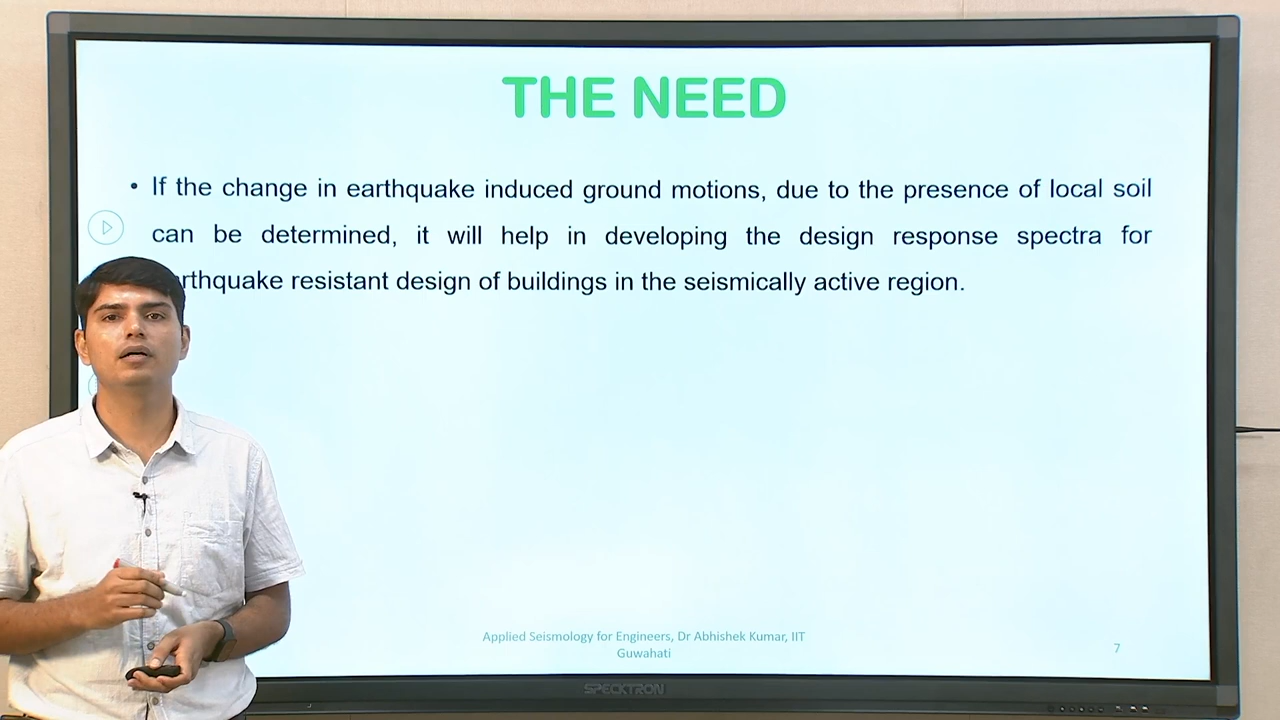 THE NEED
• If the change in earthquake induced ground motions, due to the presence of local soil
can be determined, it will help in developing the design response spectra for
rthquake resistant design of buildings in the seismically active region.
Applied Seismology for Engineers, Dr Abhishek Kumar, IIT
Guwahati
7
SPECKTRON